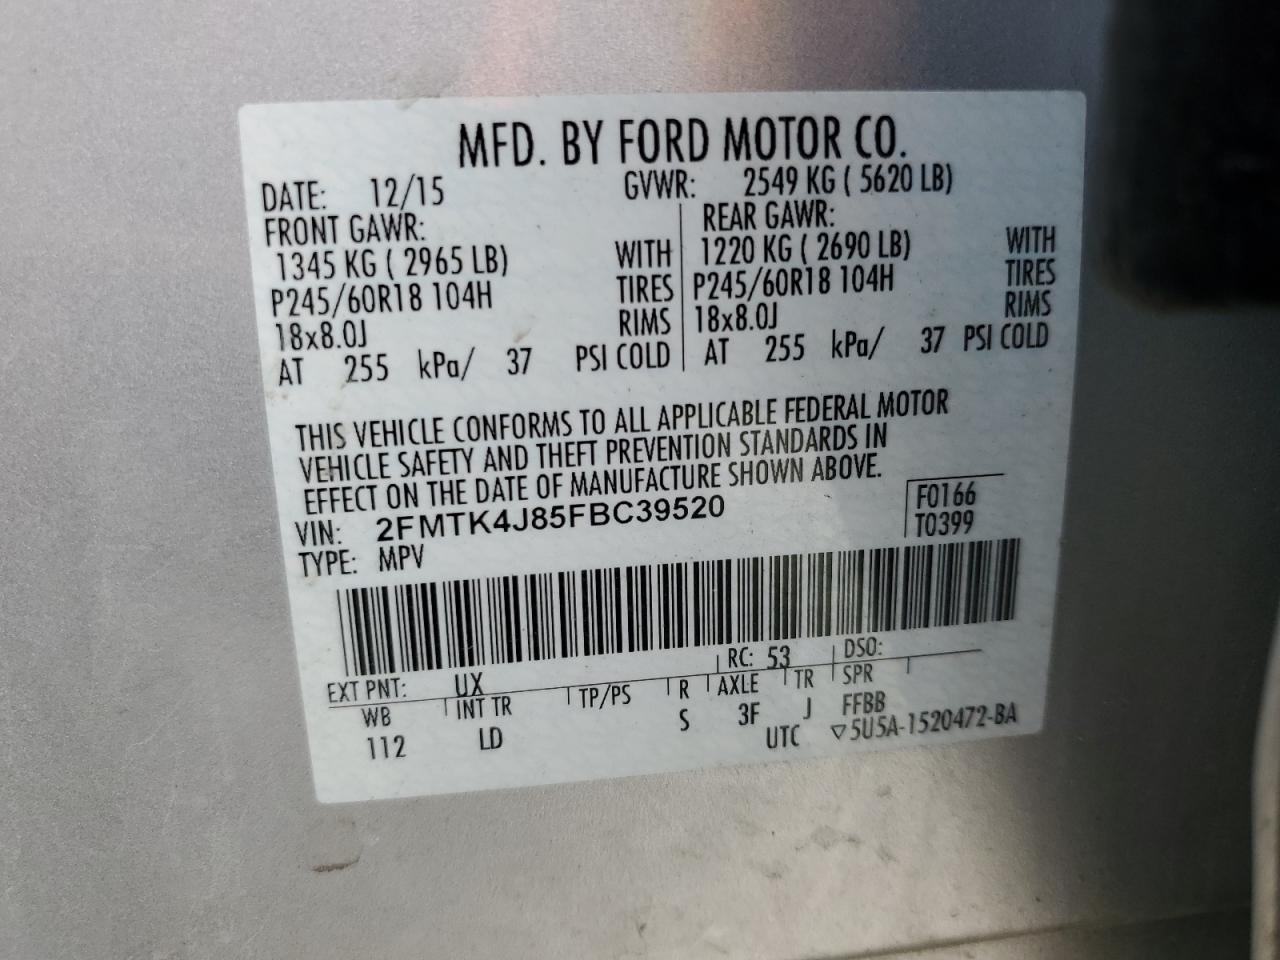 MFD. BY FORD MOTOR CO.
DATE: 12/15 GVWR: 2549 KG ( 5620 LB)
FRONT GAWR: REAR GAWR:
1345 KG ( 2965 LB) WITH 1220 KG ( 2690 LB) WITH
P245/60R18 104H TIRES P245/60R18 104H TIRES
18x8.0J RIMS 18x8.0J RIMS
AT 255 kPa/ 37 PSI COLD AT 255 kPa/ 37 PSI COLD
THIS VEHICLE CONFORMS TO ALL APPLICABLE FEDERAL MOTOR
VEHICLE SAFETY AND THEFT PREVENTION STANDARDS IN
EFFECT ON THE DATE OF MANUFACTURE SHOWN ABOVE.
VIN: 2FMTK4J85FBC39520 F0166
TYPE: MPV T0399
EXT PNT: UX RC: 53 DSO:
WB INT TR TP/PS R AXLE TR SPR
112 LD S 3F J FFBB
UTC ▽5U5A-1520472-BA